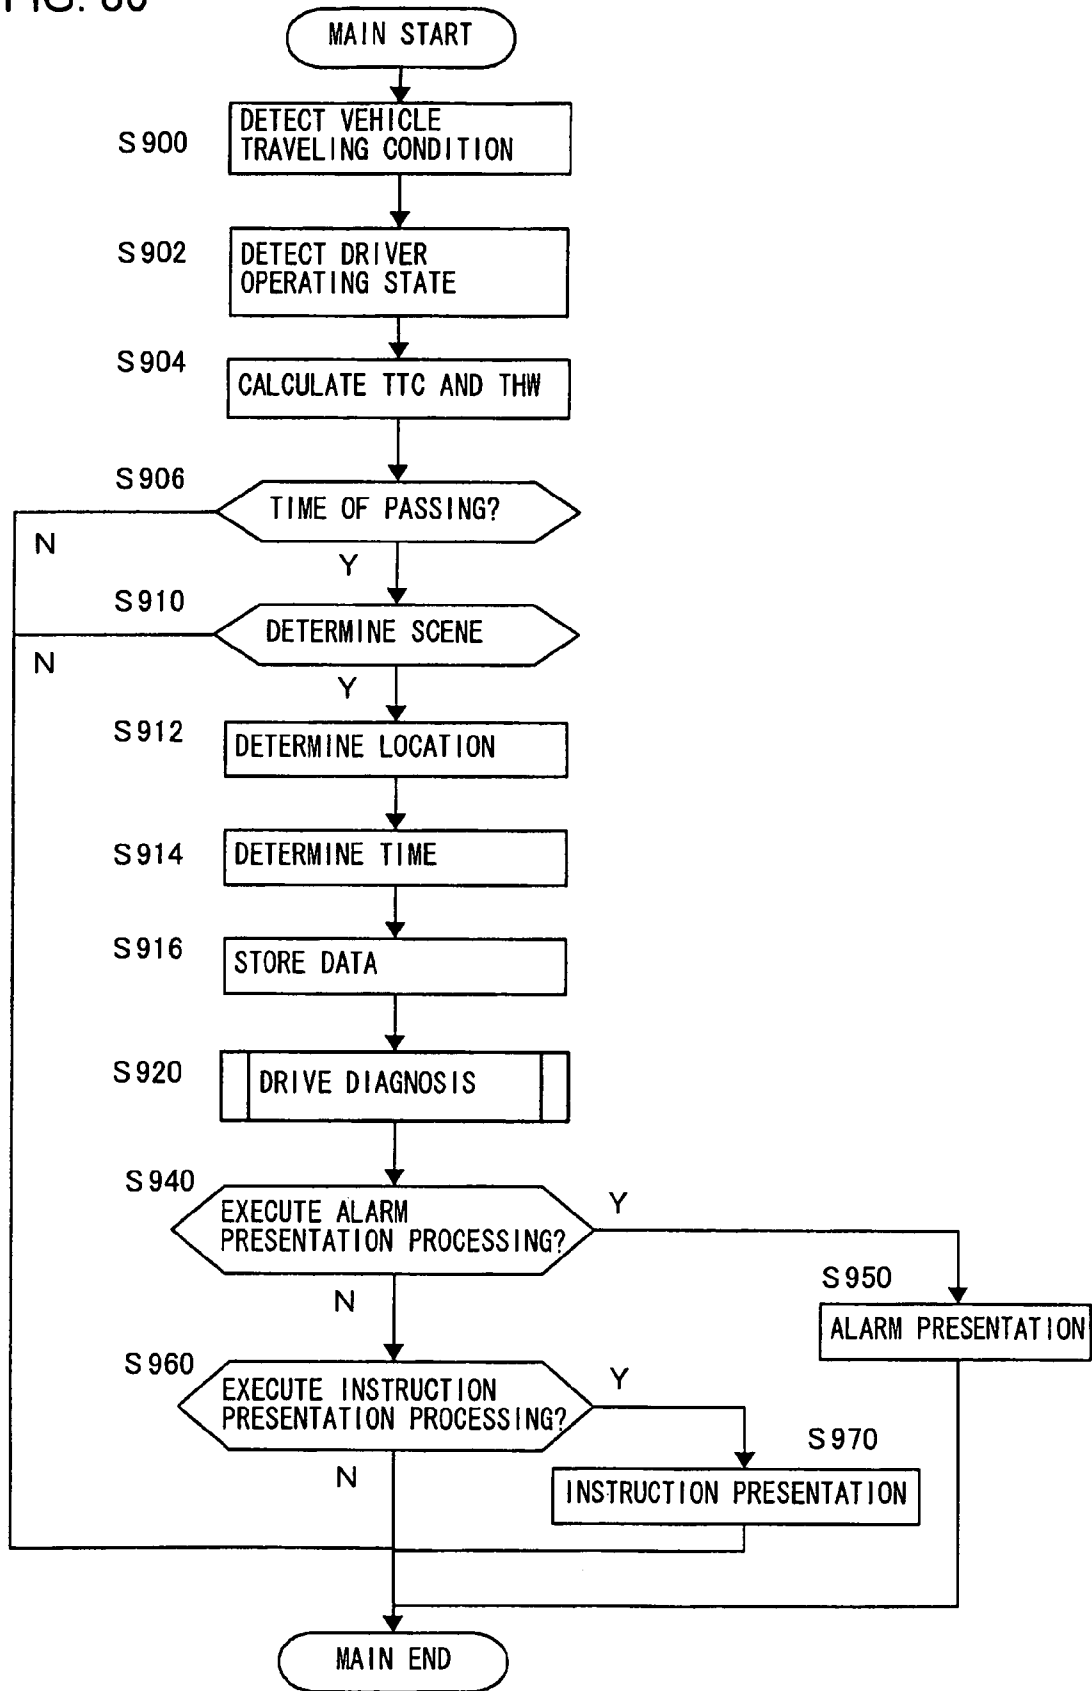 MAIN START
S900
DETECT VEHICLE
TRAVELING CONDITION
S902
DETECT DRIVER
OPERATING STATE
S904
CALCULATE TTC AND THW
S906
TIME OF PASSING?
N
Y
S910
DETERMINE SCENE
N
Y
S912
DETERMINE LOCATION
S914
DETERMINE TIME
S916
STORE DATA
S920
DRIVE DIAGNOSIS
S940
EXECUTE ALARM
PRESENTATION PROCESSING?
Y
N
S950
ALARM PRESENTATION
S960
EXECUTE INSTRUCTION
PRESENTATION PROCESSING?
Y
N
S970
INSTRUCTION PRESENTATION
MAIN END